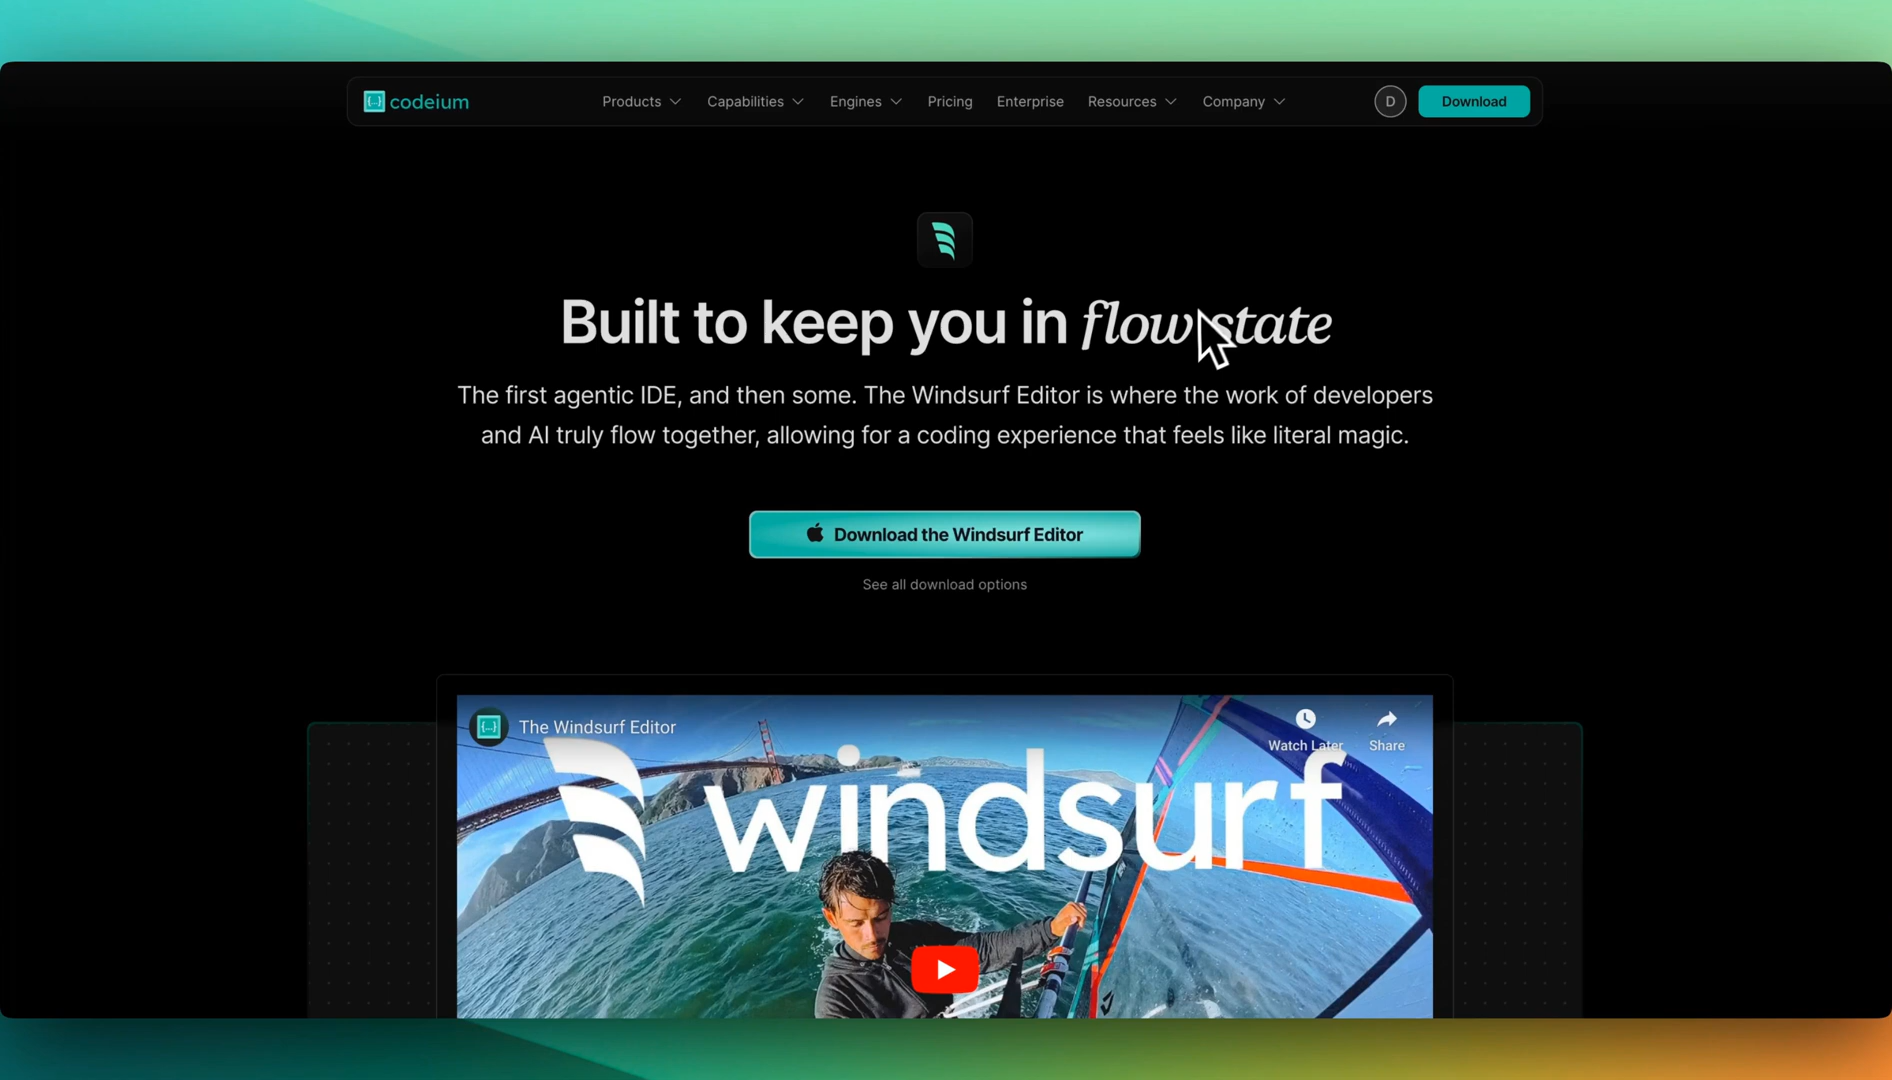 codeium
Products
Capabilities
Engines
Pricing
Enterprise
Resources
Company
D
Download
Built to keep you in flow state
The first agentic IDE, and then some. The Windsurf Editor is where the work of developers
and AI truly flow together, allowing for a coding experience that feels like literal magic.
Download the Windsurf Editor
See all download options
The Windsurf Editor
Watch Later
Share
windsurf